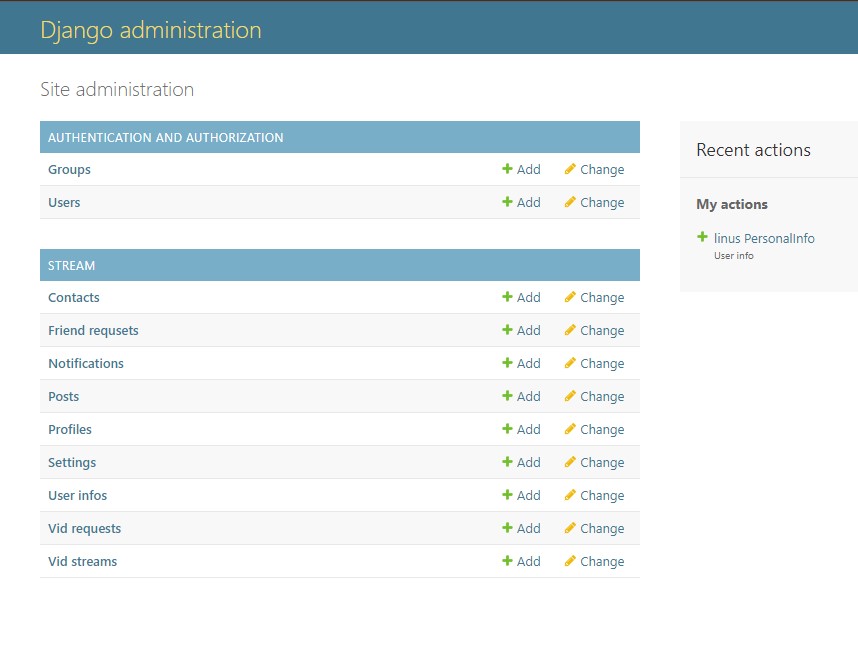 Django administration
Site administration
AUTHENTICATION AND AUTHORIZATION
Groups Add Change
Users Add Change
STREAM
Contacts Add Change
Friend requsets Add Change
Notifications Add Change
Posts Add Change
Profiles Add Change
Settings Add Change
User infos Add Change
Vid requests Add Change
Vid streams Add Change
Recent actions
My actions
linus PersonalInfo
User info